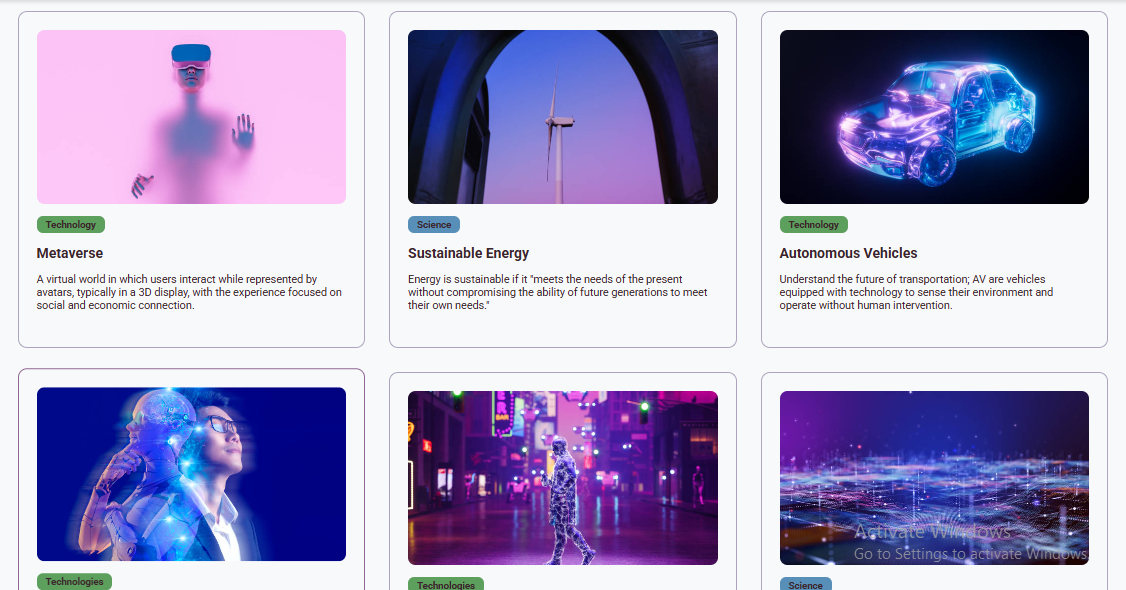 Technology
Metaverse
A virtual world in which users interact while represented by
avatars, typically in a 3D display, with the experience focused on
social and economic connection.
Science
Sustainable Energy
Energy is sustainable if it "meets the needs of the present
without compromising the ability of future generations to meet
their own needs."
Technology
Autonomous Vehicles
Understand the future of transportation; AV are vehicles
equipped with technology to sense their environment and
operate without human intervention.
Technologies
BAR
Technologies
Activate Windows
Go to Settings to activate Windows.
Science